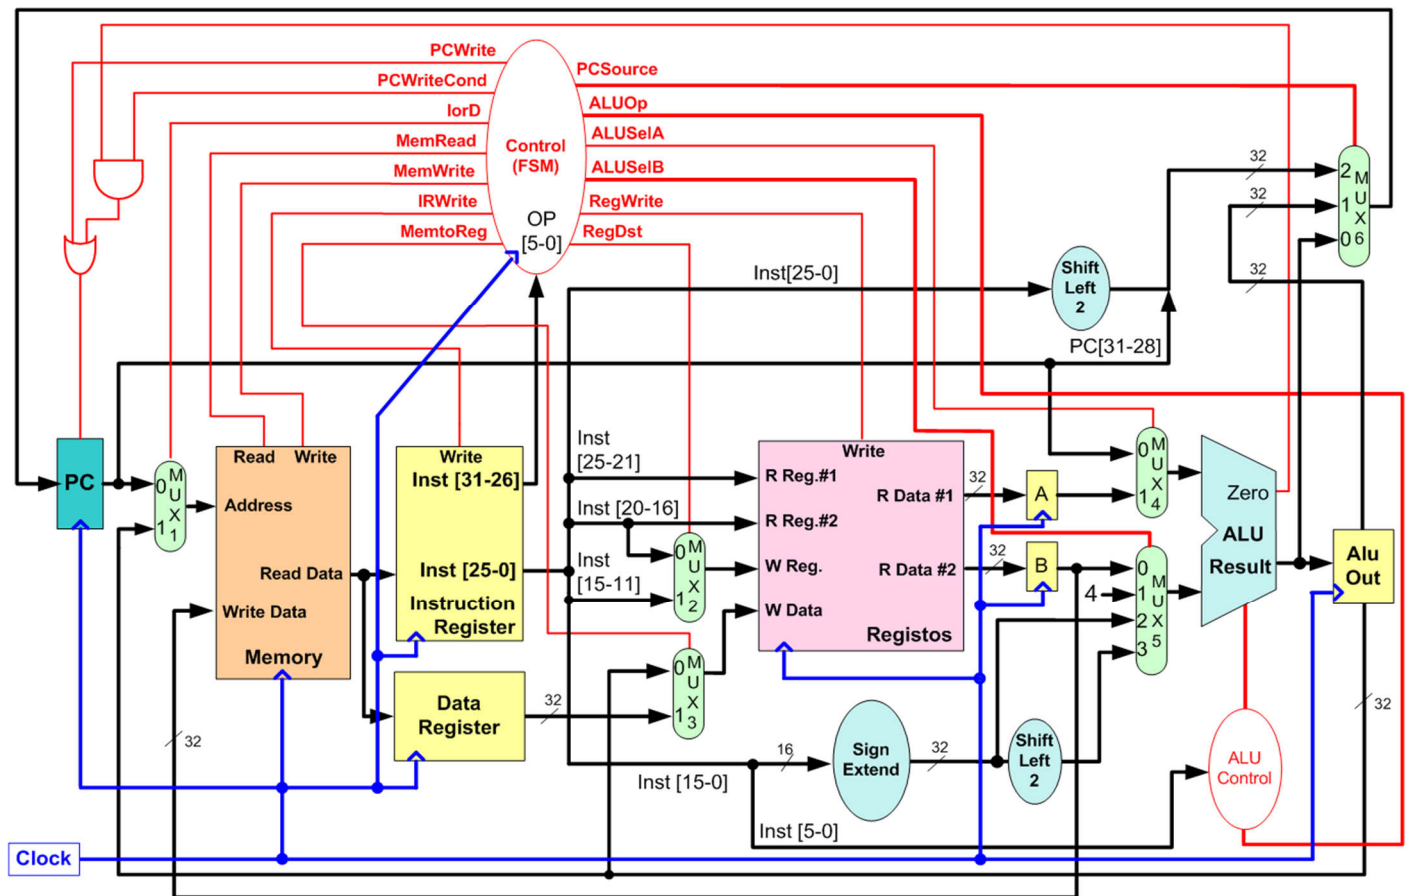 PCWrite
PCWriteCond
IorD
MemRead
MemWrite
IRWrite
MemtoReg
Control
(FSM)
OP
[5-0]
PCSource
ALUOp
ALUSelA
ALUSelB
RegWrite
RegDst
32
32
32
2
1
0
M
U
X
6
Inst[25-0]
Shift
Left
2
PC[31-28]
PC
0
1
M
U
X
1
Read Write
Address
Read Data
Write Data
Memory
32
Write
Inst [31-26]
Inst [25-0]
Instruction
Register
Data
Register
32
Inst
[25-21]
Inst [20-16]
Inst
[15-11]
0
1
M
U
X
2
0
1
M
U
X
3
Write
R Reg.#1
R Reg.#2
W Reg.
W Data
R Data #1
R Data #2
Registos
32
32
A
B
4
0
1
M
U
X
4
0
1
2
3
M
U
X
5
Zero
ALU
Result
Alu
Out
32
Inst [15-0]
16
Sign
Extend
32
Shift
Left
2
Inst [5-0]
ALU
Control
Clock